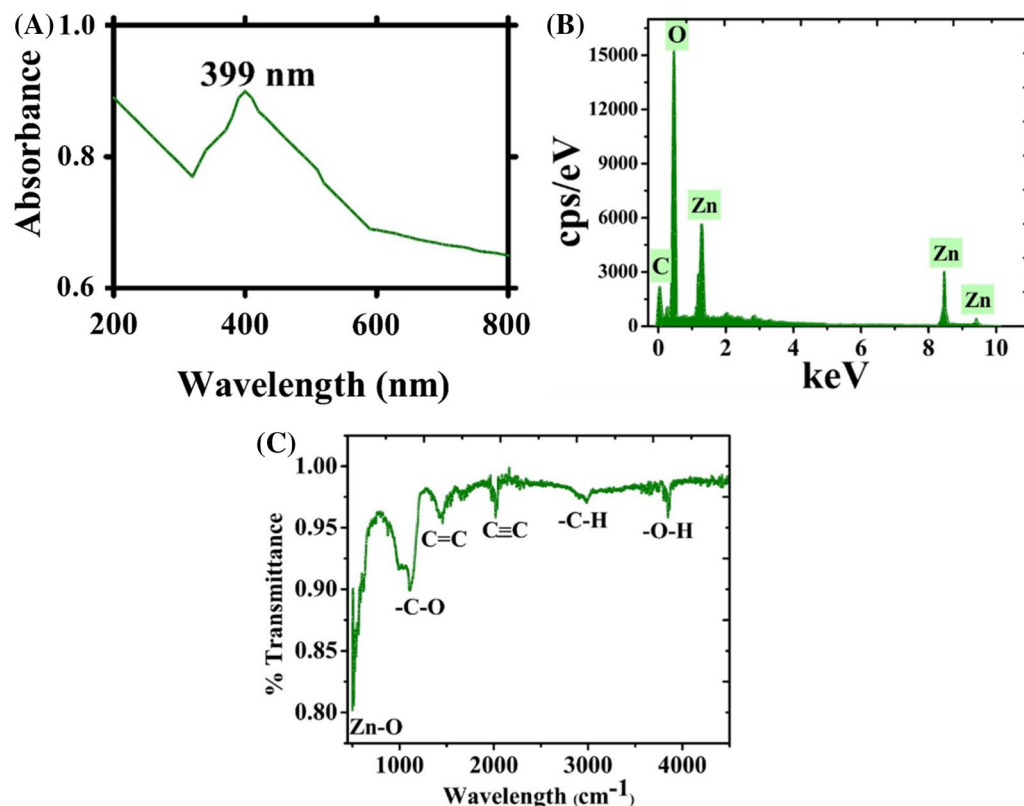 (A)
1.0
0.8
0.6
Absorbance
399 nm
200 400 600 800
Wavelength (nm)
(B)
15000
12000
9000
6000
3000
0
cps/eV
O
Zn
C
Zn
Zn
0 2 4 6 8 10
keV
(C)
1.00
0.95
0.90
0.85
0.80
% Transmittance
C=C
C≡C
-C-H
-O-H
-C-O
Zn-O
1000 2000 3000 4000
Wavelength (cm-1)